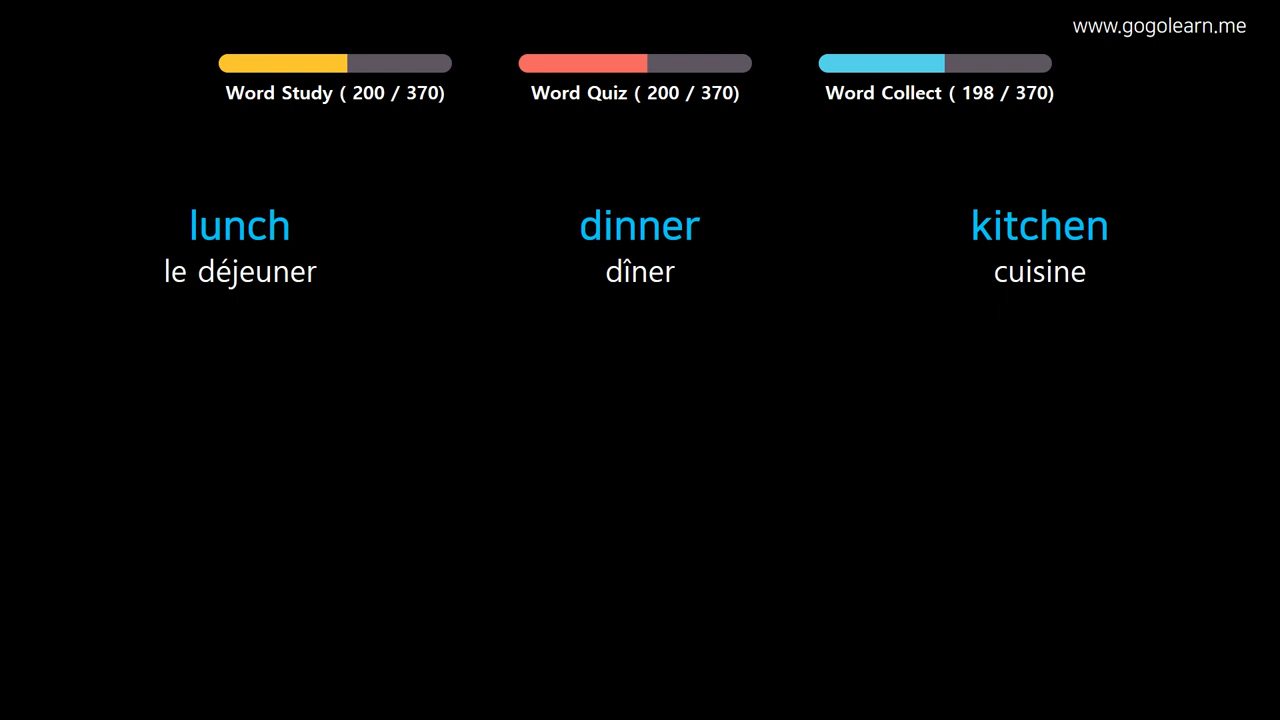 www.gogolearn.me
Word Study ( 200 / 370)
Word Quiz ( 200 / 370)
Word Collect ( 198 / 370)
lunch
le déjeuner
dinner
dîner
kitchen
cuisine